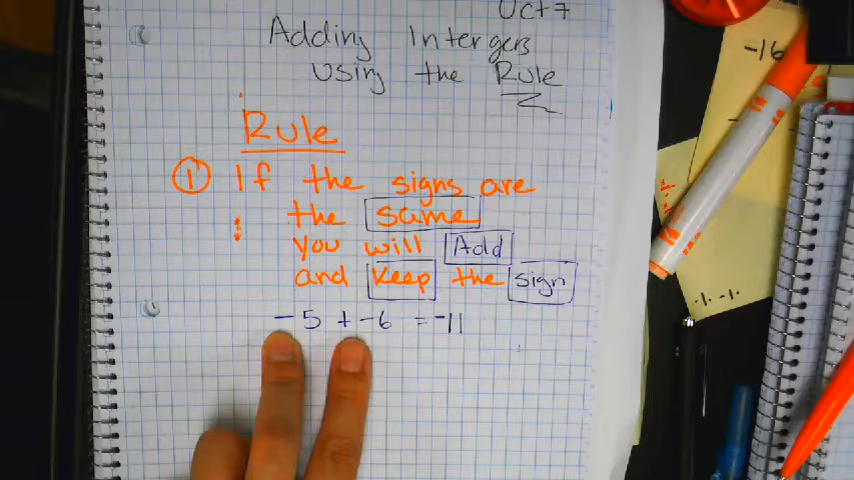 Oct 7
Adding Intergers
Using the Rule
Rule
① If the signs are
the same
you will Add
and Keep the sign
-5 + -6 = -11
-16